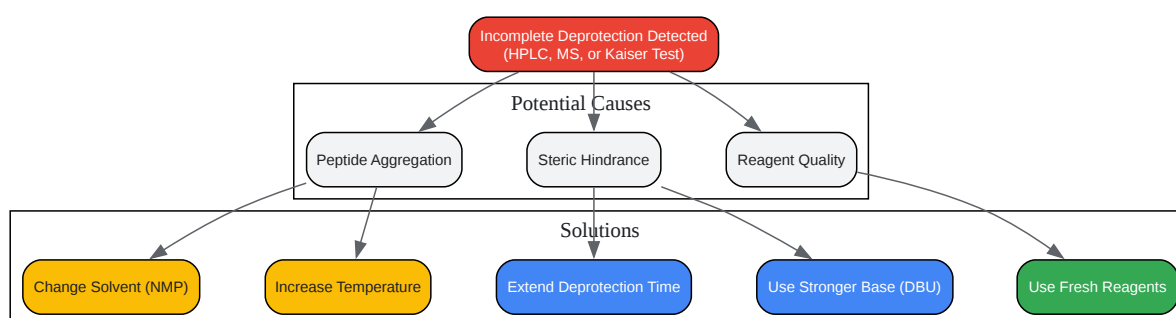 Incomplete Deprotection Detected
(HPLC, MS, or Kaiser Test)
Potential Causes
Peptide Aggregation
Steric Hindrance
Reagent Quality
Solutions
Change Solvent (NMP)
Increase Temperature
Extend Deprotection Time
Use Stronger Base (DBU)
Use Fresh Reagents